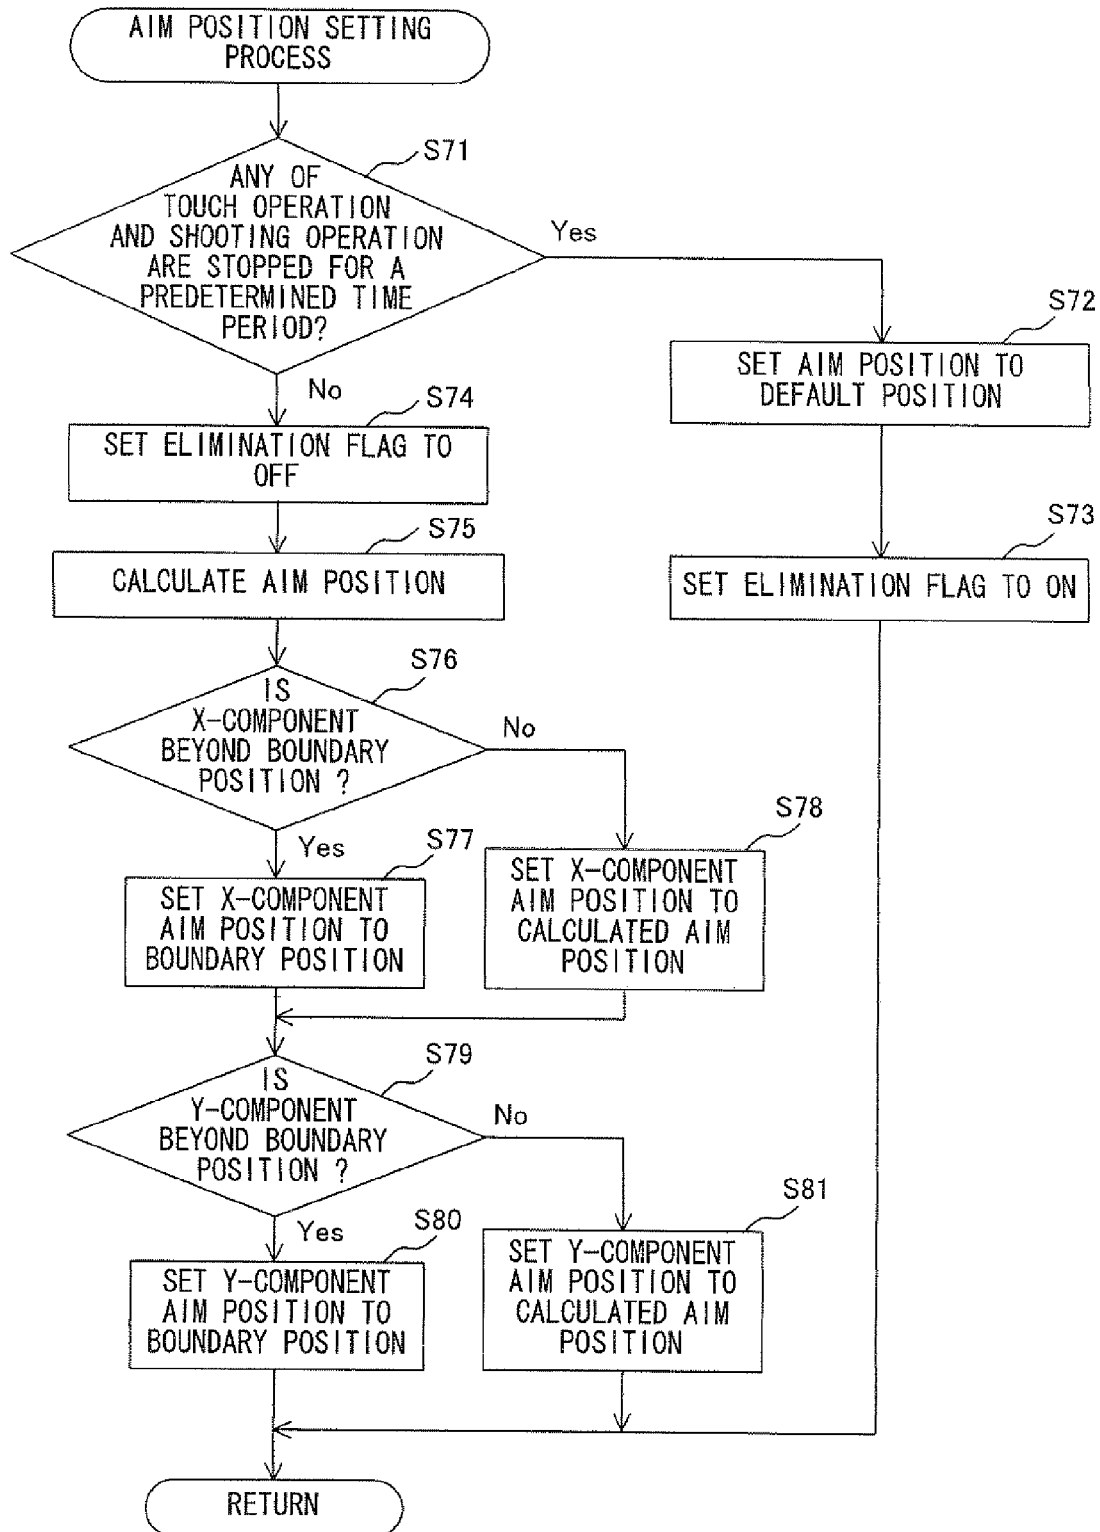 AIM POSITION SETTING
PROCESS
S71
ANY OF
TOUCH OPERATION
AND SHOOTING OPERATION
ARE STOPPED FOR A
PREDETERMINED TIME
PERIOD?
Yes
No
S72
SET AIM POSITION TO
DEFAULT POSITION
S73
SET ELIMINATION FLAG TO ON
S74
SET ELIMINATION FLAG TO
OFF
S75
CALCULATE AIM POSITION
S76
IS
X-COMPONENT
BEYOND BOUNDARY
POSITION ?
No
Yes
S77
SET X-COMPONENT
AIM POSITION TO
BOUNDARY POSITION
S78
SET X-COMPONENT
AIM POSITION TO
CALCULATED AIM
POSITION
S79
IS
Y-COMPONENT
BEYOND BOUNDARY
POSITION ?
No
Yes
S80
SET Y-COMPONENT
AIM POSITION TO
BOUNDARY POSITION
S81
SET Y-COMPONENT
AIM POSITION TO
CALCULATED AIM
POSITION
RETURN